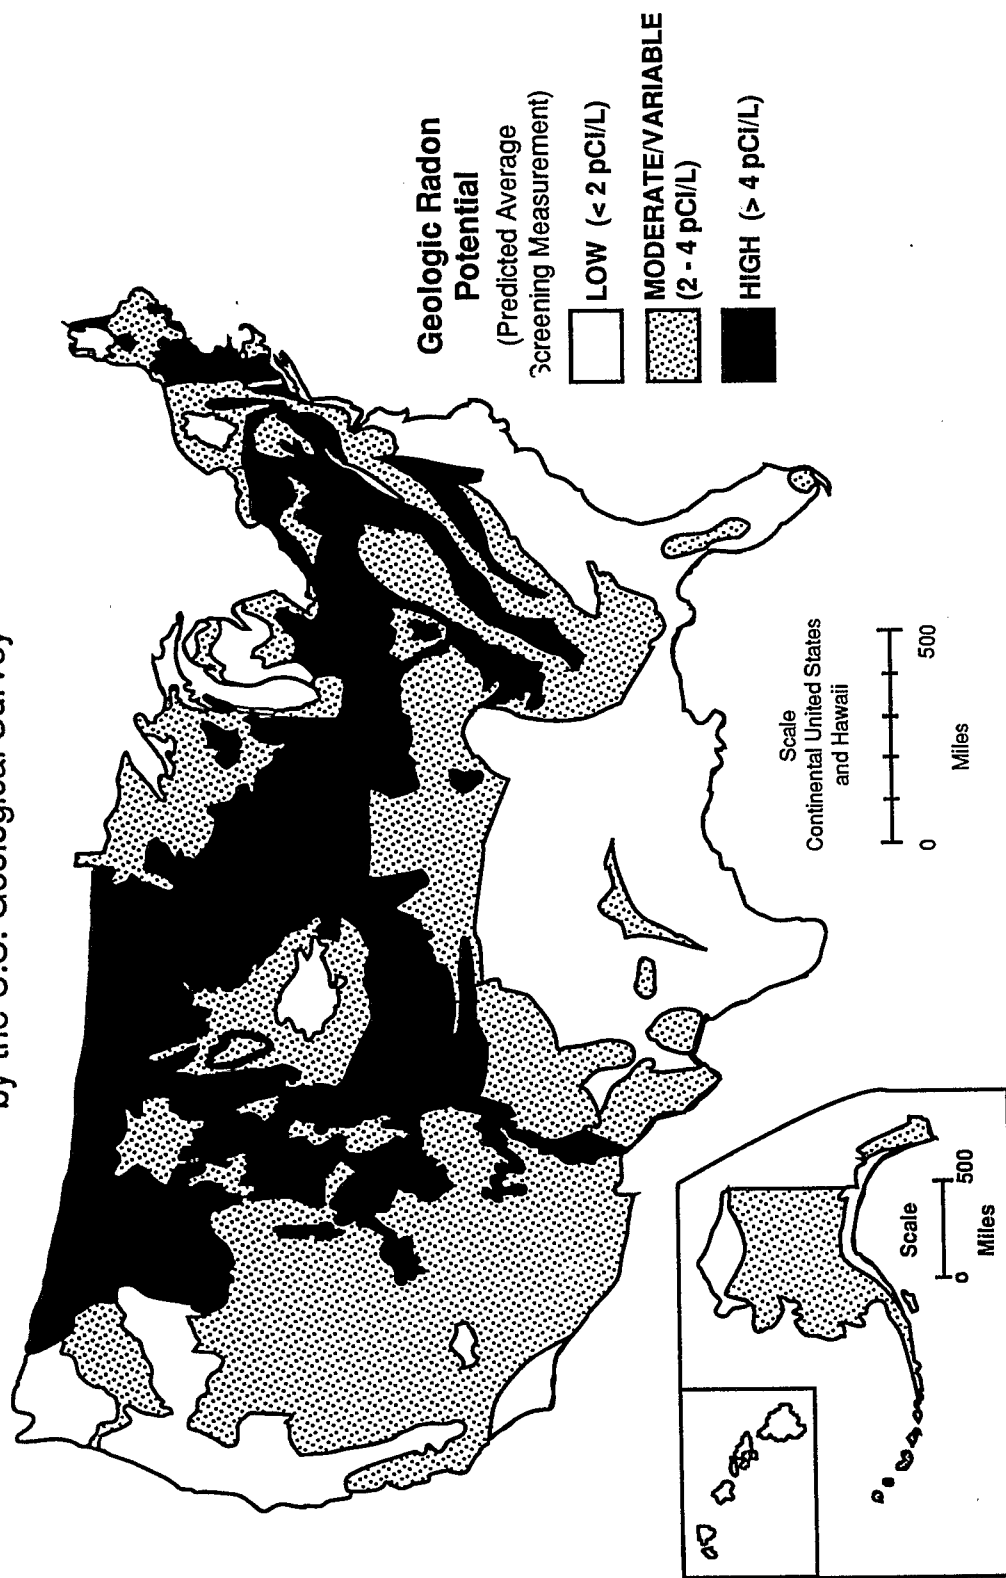 by the U.S. Geological Survey
Geologic Radon
Potential
(Predicted Average
Screening Measurement)
LOW (< 2 pCi/L)
MODERATE/VARIABLE
(2 - 4 pCi/L)
HIGH (> 4 pCi/L)
Scale
Continental United States
and Hawaii
0 500
Miles
Scale
0 500
Miles